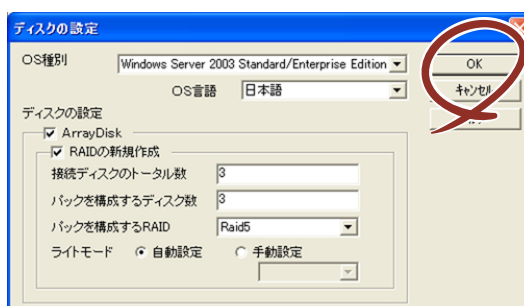 ディスクの設定
OS種別 Windows Server 2003 Standard/Enterprise Edition
OK
OS言語 日本語
キャンセル
ディスクの設定
ArrayDisk
RAIDの新規作成
接続ディスクのトータル数 3
パックを構成するディスク数 3
パックを構成するRAID Raid5
ライトモード 自動設定 手動設定